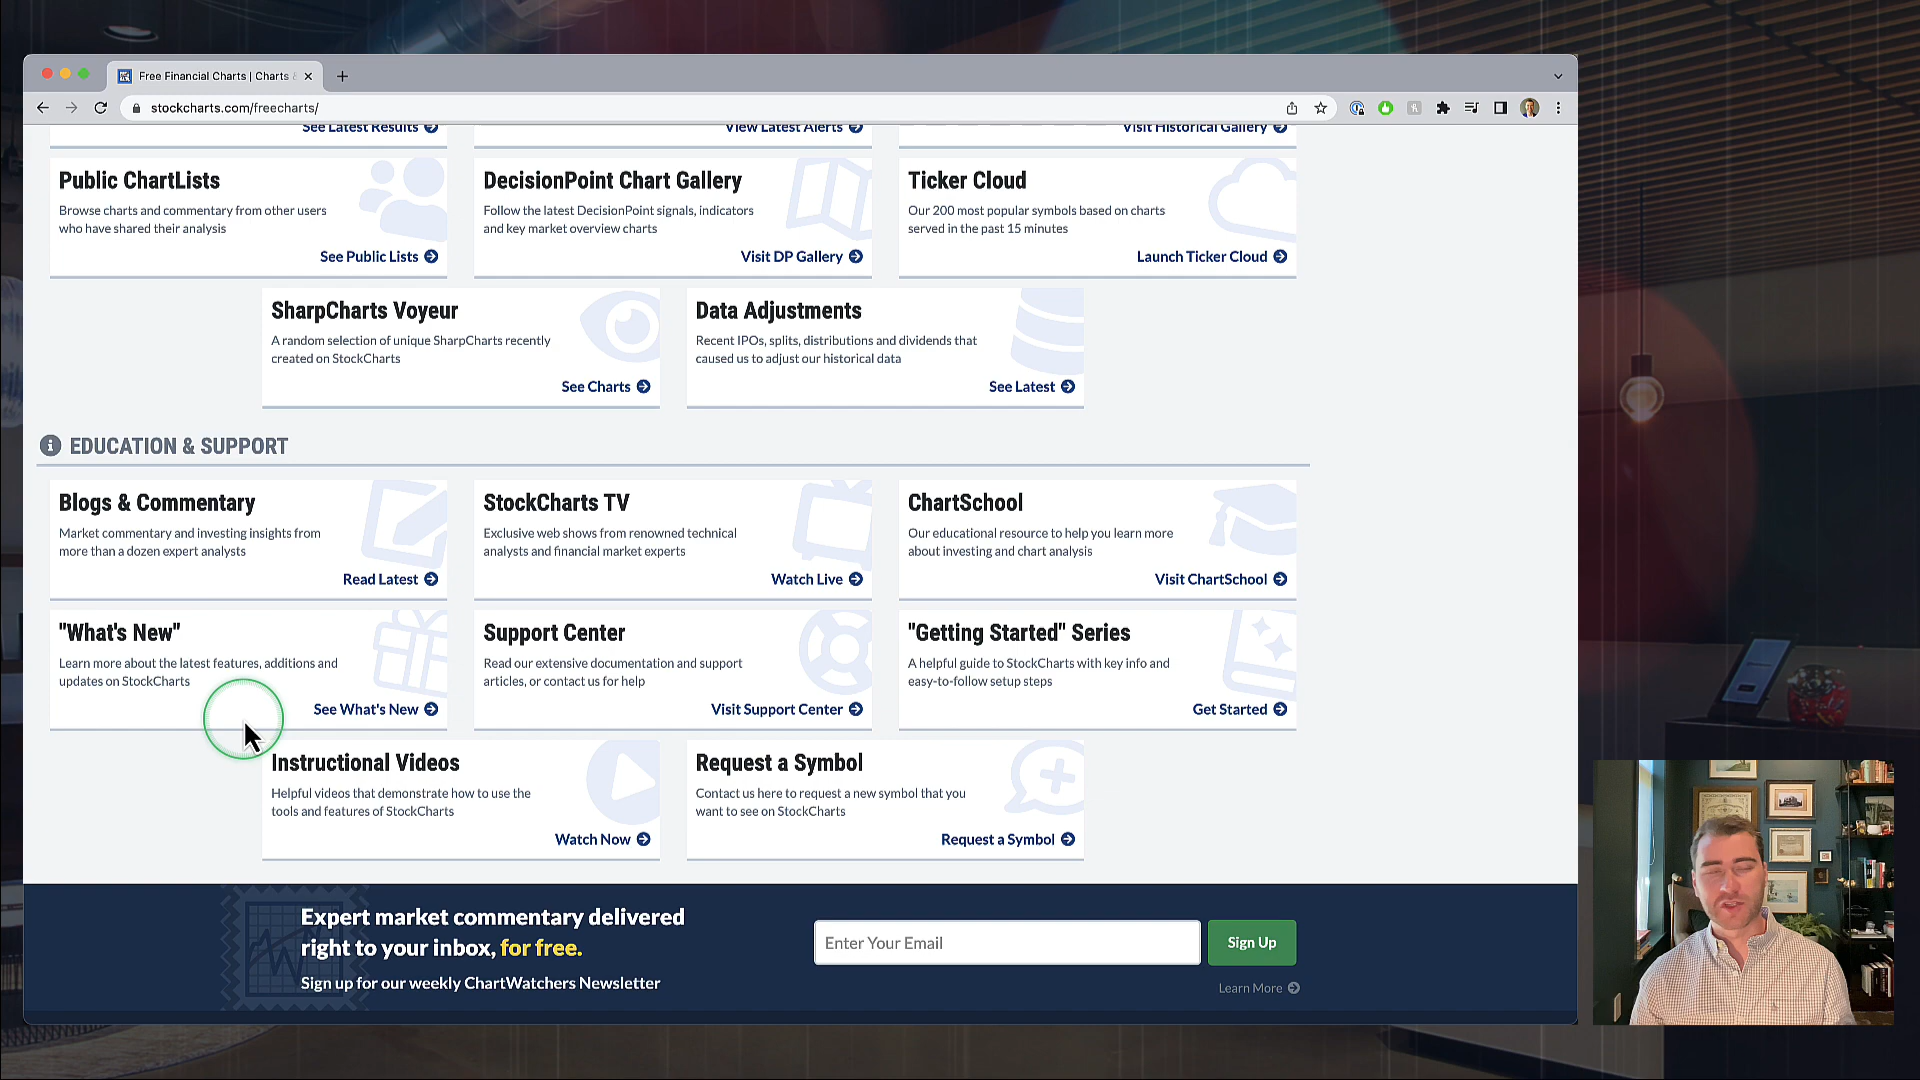 Free Financial Charts | Charts &
stockcharts.com/freecharts/
See Latest Results
View Latest Alerts
Visit Historical Gallery
Public ChartLists
Browse charts and commentary from other users
who have shared their analysis
See Public Lists
DecisionPoint Chart Gallery
Follow the latest DecisionPoint signals, indicators
and key market overview charts
Visit DP Gallery
Ticker Cloud
Our 200 most popular symbols based on charts
served in the past 15 minutes
Launch Ticker Cloud
SharpCharts Voyeur
A random selection of unique SharpCharts recently
created on StockCharts
See Charts
Data Adjustments
Recent IPOs, splits, distributions and dividends that
caused us to adjust our historical data
See Latest
EDUCATION & SUPPORT
Blogs & Commentary
Market commentary and investing insights from
more than a dozen expert analysts
Read Latest
StockCharts TV
Exclusive web shows from renowned technical
analysts and financial market experts
Watch Live
ChartSchool
Our educational resource to help you learn more
about investing and chart analysis
Visit ChartSchool
"What's New"
Learn more about the latest features, additions and
updates on StockCharts
See What's New
Support Center
Read our extensive documentation and support
articles, or contact us for help
Visit Support Center
"Getting Started" Series
A helpful guide to StockCharts with key info and
easy-to-follow setup steps
Get Started
Instructional Videos
Helpful videos that demonstrate how to use the
tools and features of StockCharts
Watch Now
Request a Symbol
Contact us here to request a new symbol that you
want to see on StockCharts
Request a Symbol
Expert market commentary delivered
right to your inbox, for free.
Sign up for our weekly ChartWatchers Newsletter
Enter Your Email
Sign Up
Learn More